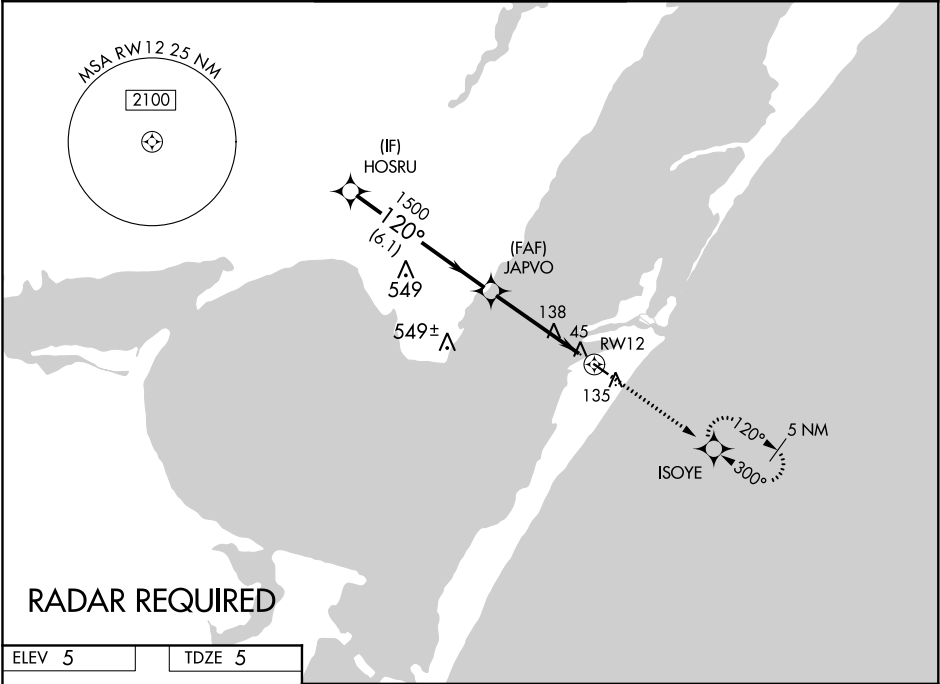 MSA RW12 25 NM
2100
(IF)
HOSRU
1500
120°
(6.1)
(FAF)
JAPVO
549
549±
138
45
RW12
135
120°
5 NM
300°
ISOYE
RADAR REQUIRED
ELEV 5
TDZE 5